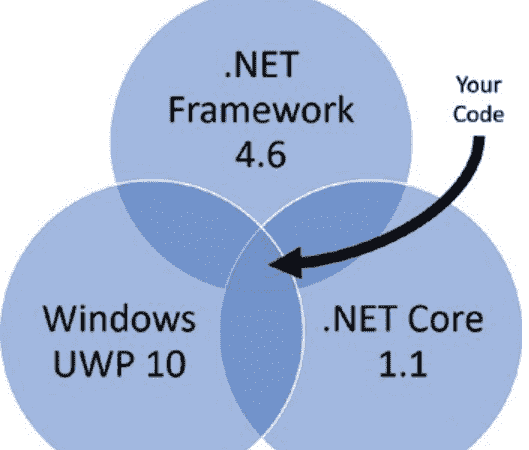 .NET
Framework
4.6
Your
Code
Windows
UWP 10
.NET Core
1.1